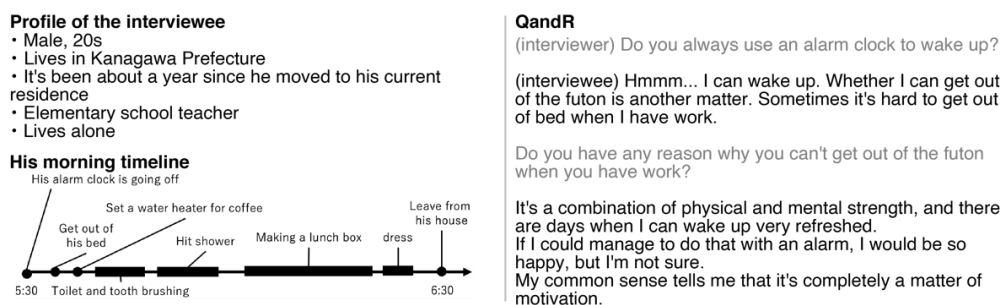 Profile of the interviewee
・Male, 20s
・Lives in Kanagawa Prefecture
・It's been about a year since he moved to his current
residence
・Elementary school teacher
・Lives alone
His morning timeline
His alarm clock is going off
Get out of
his bed
Set a water heater for coffee
Hit shower
Making a lunch box
dress
Leave from
his house
5:30
Toilet and tooth brushing
6:30
QandR
(interviewer) Do you always use an alarm clock to wake up?
(interviewee) Hmmm... I can wake up. Whether I can get out
of the futon is another matter. Sometimes it's hard to get out
of bed when I have work.
Do you have any reason why you can't get out of the futon
when you have work?
It's a combination of physical and mental strength, and there
are days when I can wake up very refreshed.
If I could manage to do that with an alarm, I would be so
happy, but I'm not sure.
My common sense tells me that it's completely a matter of
motivation.